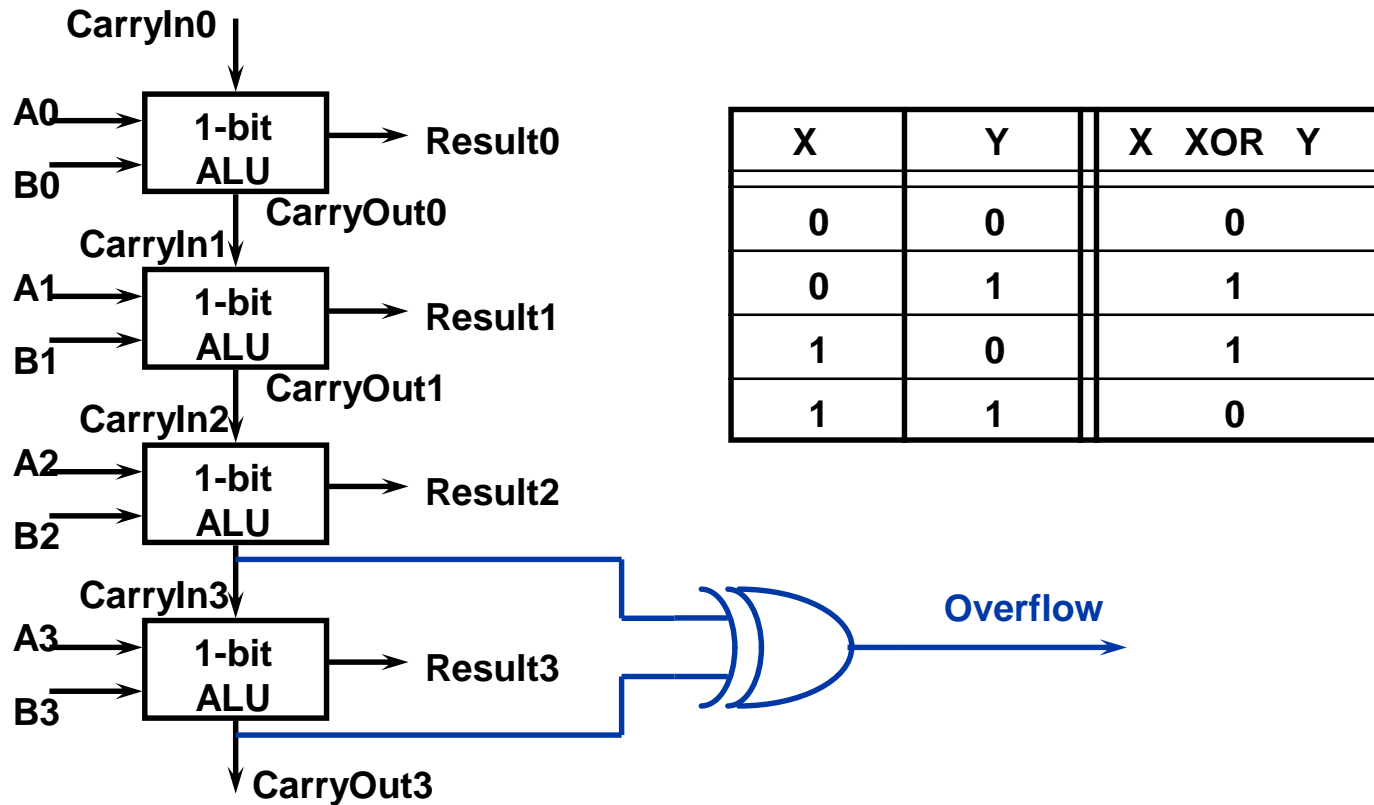 CarryIn0
A0
B0
1-bit
ALU
Result0
CarryOut0
CarryIn1
A1
B1
1-bit
ALU
Result1
CarryOut1
CarryIn2
A2
B2
1-bit
ALU
Result2
CarryIn3
A3
B3
1-bit
ALU
Result3
CarryOut3
Overflow
X Y X XOR Y
0 0 0
0 1 1
1 0 1
1 1 0